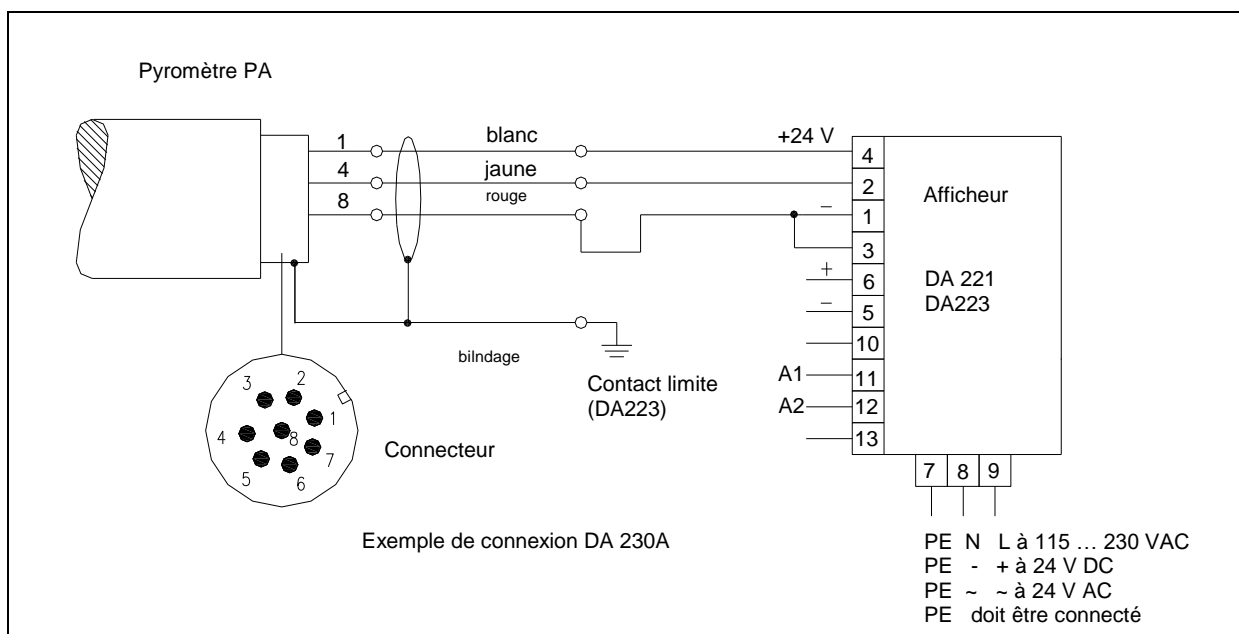 Pyromètre PA
1 blanc +24 V 4
4 jaune 2
8 rouge − 1
3
+ 6
− 5
10
A1 11
A2 12
13
Afficheur
DA 221
DA223
bilndage
Contact limite
(DA223)
3 2
1
4 8
7
5 6
Connecteur
7 8 9
Exemple de connexion DA 230A
PE N L à 115 ... 230 VAC
PE - + à 24 V DC
PE ~ ~ à 24 V AC
PE doit être connecté